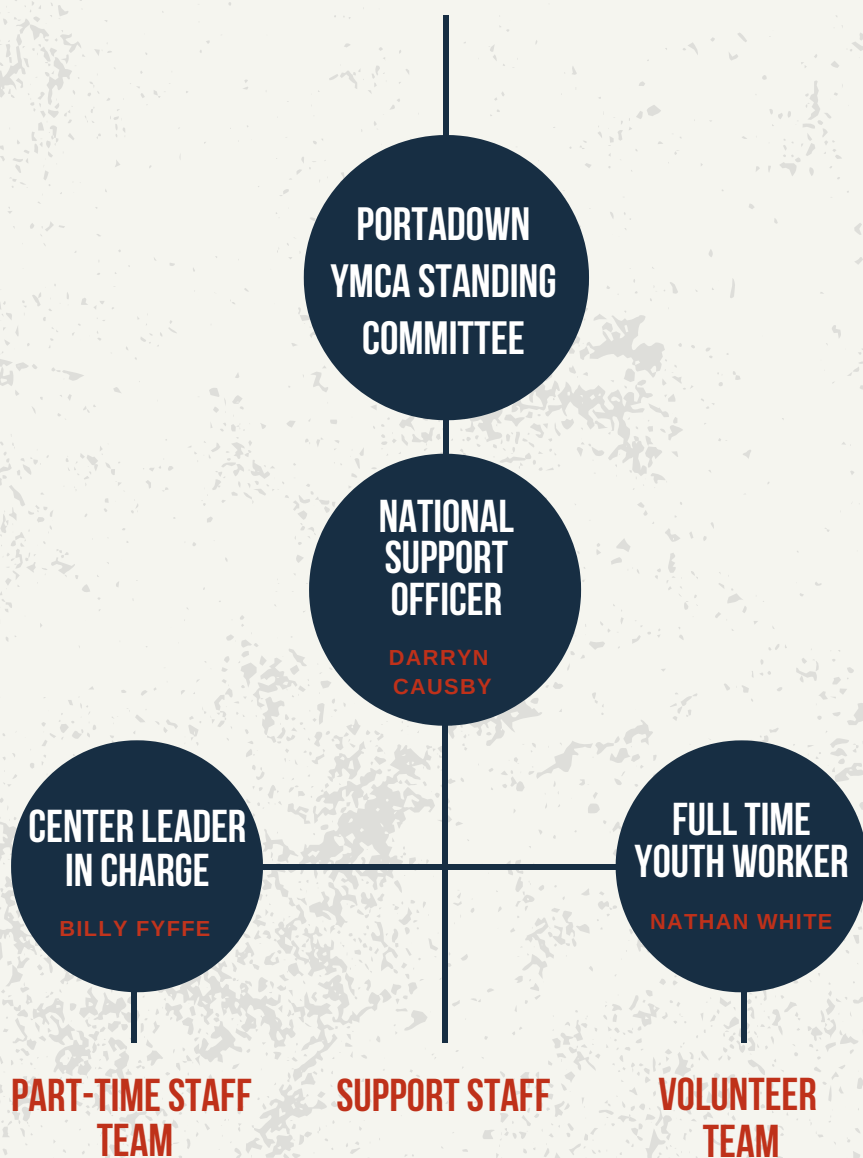 PORTADOWN
YMCA STANDING
COMMITTEE
NATIONAL
SUPPORT
OFFICER
DARRYN
CAUSBY
CENTER LEADER
IN CHARGE
BILLY FYFFE
FULL TIME
YOUTH WORKER
NATHAN WHITE
PART-TIME STAFF
TEAM
SUPPORT STAFF
VOLUNTEER
TEAM